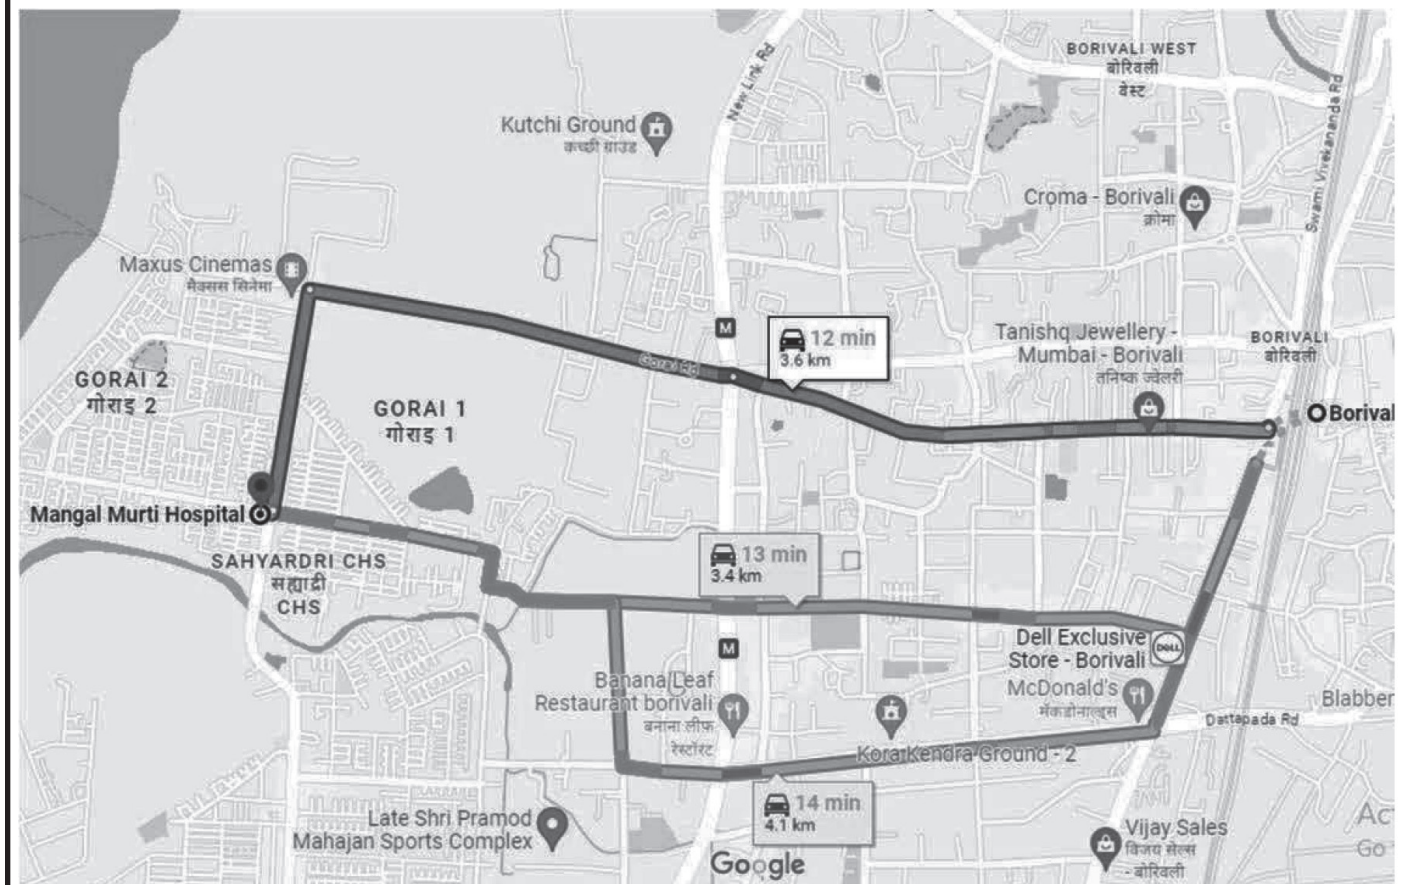 New Link Rd
BORIVALI WEST
बोरिवली
वेस्ट
Swami Vivekananda Rd
Kutchi Ground
कच्छी ग्राउंड
Croma - Borivali
क्रोमा
Maxus Cinemas
मैक्सस सिनेमा
M
12 min
3.6 km
Tanishq Jewellery -
Mumbai - Borivali
तनिष्क ज्वेलरी
BORIVALI
बोरिवली
Gorai Rd
GORAI 2
गोराइ 2
GORAI 1
गोराइ 1
Borival
Mangal Murti Hospital
SAHYARDRI CHS
सह्याद्री
CHS
13 min
3.4 km
M
Dell Exclusive
Store - Borivali
DELL
McDonald's
मॅकडोनाल्ड्स
Banana Leaf
Restaurant borivali
बनाना लीफ
रेस्टॉरंट
Blabber
Dattapada Rd
Kora Kendra Ground - 2
14 min
4.1 km
Late Shri Pramod
Mahajan Sports Complex
Vijay Sales
विजय सेल्स
- बोरिवली
Google
Ac
Go